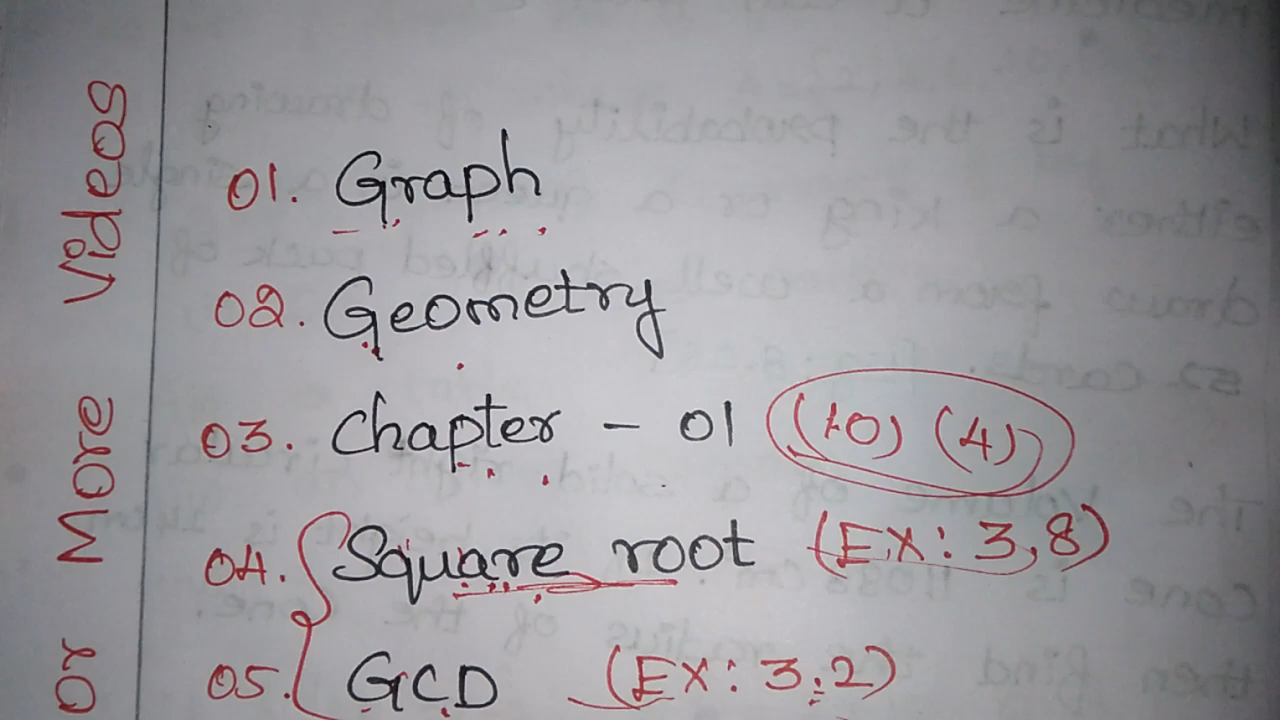 or More Videos
01. Graph
02. Geometry
03. Chapter - 01 (10) (4)
04. Square root (EX: 3,8)
05. GCD (EX: 3.2)